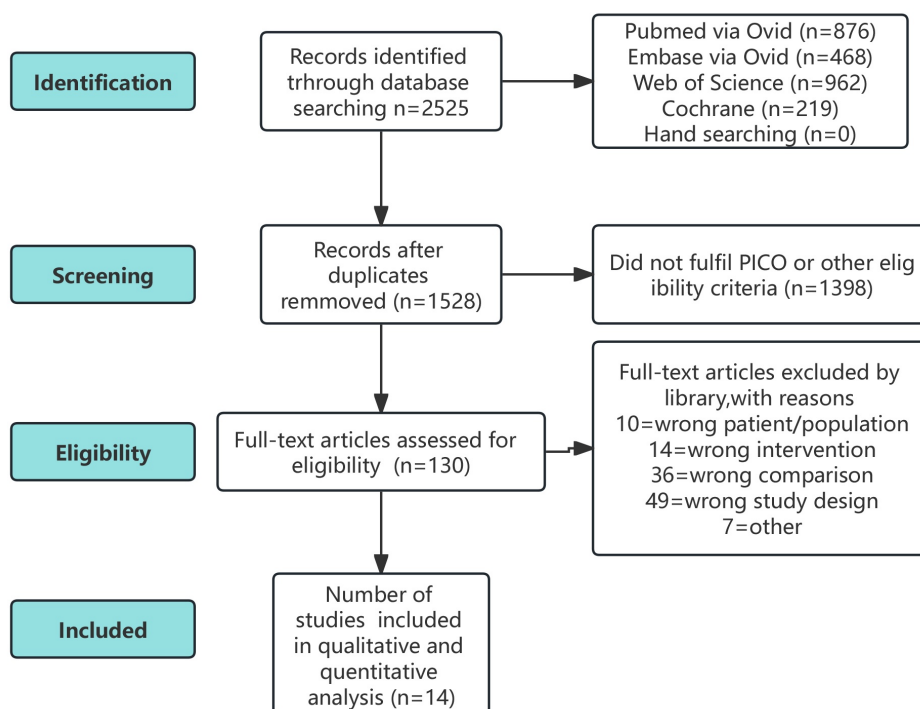 Identification
Records identified
trhrough database
searching n=2525
Pubmed via Ovid (n=876)
Embase via Ovid (n=468)
Web of Science (n=962)
Cochrane (n=219)
Hand searching (n=0)
Screening
Records after
duplicates
remmoved (n=1528)
Did not fulfil PICO or other elig
ibility criteria (n=1398)
Eligibility
Full-text articles assessed for
eligibility (n=130)
Full-text articles excluded by
library,with reasons
10=wrong patient/population
14=wrong intervention
36=wrong comparison
49=wrong study design
7=other
Included
Number of
studies included
in qualitative and
quentitative
analysis (n=14)